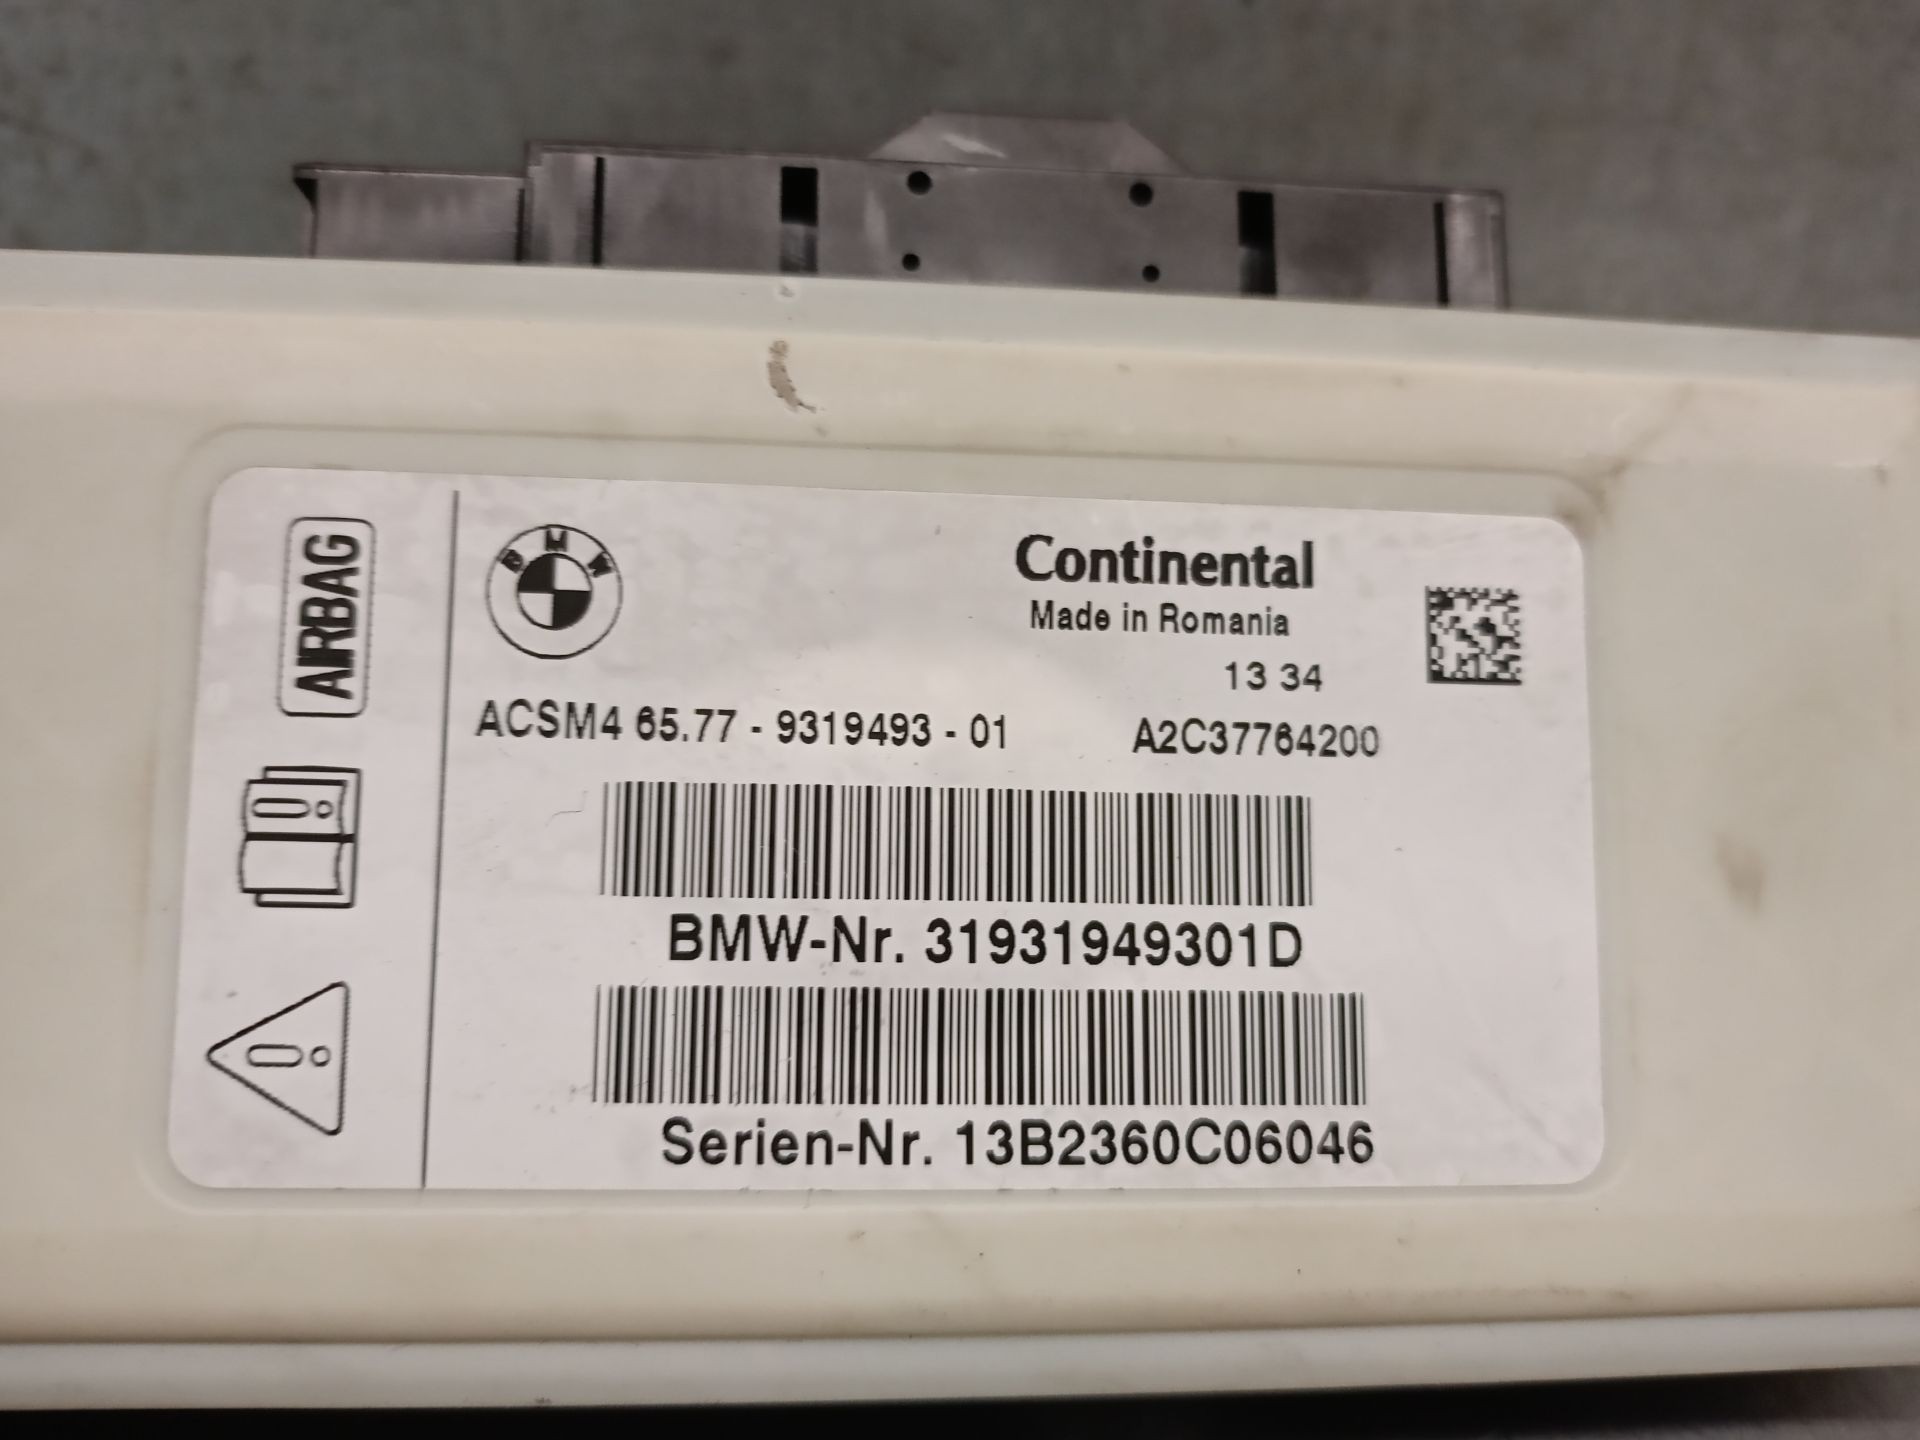 AIRBAG
BMW
Continental
Made in Romania
13 34
ACSM4 65.77 - 9319493 - 01 A2C37764200
BMW-Nr. 31931949301D
Serien-Nr. 13B2360C06046